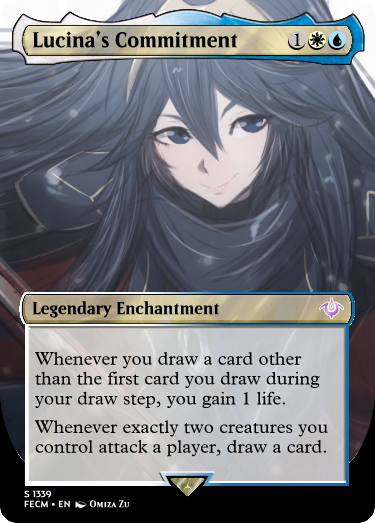 Lucina's Commitment 1
Legendary Enchantment
Whenever you draw a card other
than the first card you draw during
your draw step, you gain 1 life.
Whenever exactly two creatures you
control attack a player, draw a card.
S 1339
FECM • EN Omiza Zu